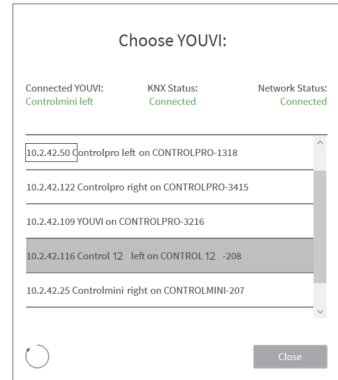 Choose YOUVI:
Connected YOUVI: KNX Status: Network Status:
Controlmini left Connected Connected
10.2.42.50 Controlpro left on CONTROLPRO-1318
10.2.42.122 Controlpro right on CONTROLPRO-3415
10.2.42.109 YOUVI on CONTROLPRO-3216
10.2.42.116 Control 12 left on CONTROL 12 -208
10.2.42.25 Controlmini right on CONTROLMINI-207
Close